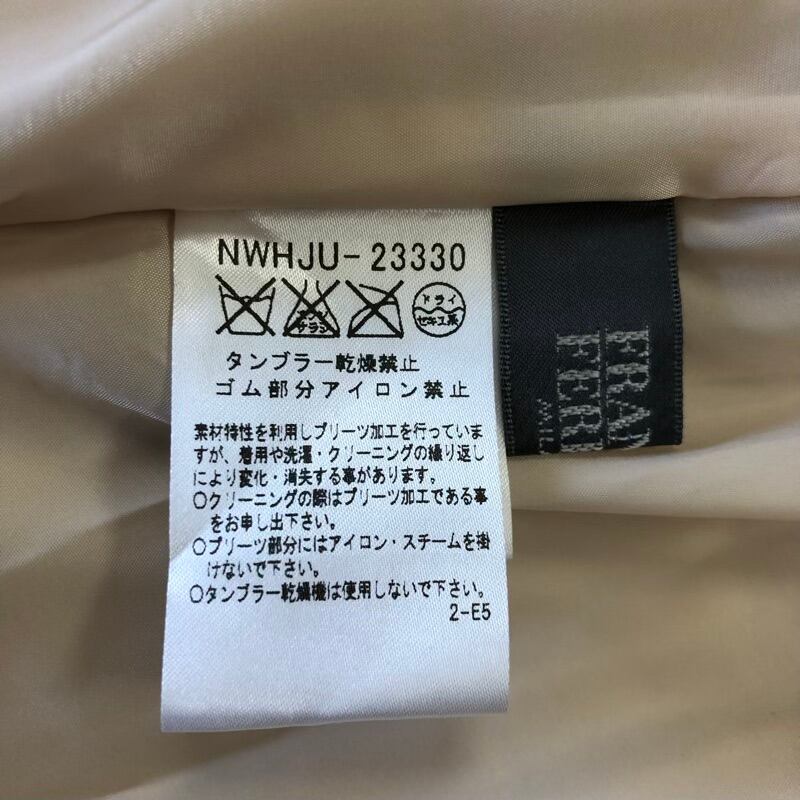 NWHJU-23330
エンソ
サラシ
ドライ
セキユ系
タンブラー乾燥禁止
ゴム部分アイロン禁止
素材特性を利用しプリーツ加工を行っていま
すが、着用や洗濯・クリーニングの繰り返し
により変化・消失する事があります。
○クリーニングの際はプリーツ加工である事
をお申し出下さい。
○プリーツ部分にはアイロン・スチームを掛
けないで下さい。
○タンブラー乾燥機は使用しないで下さい。
2-E5